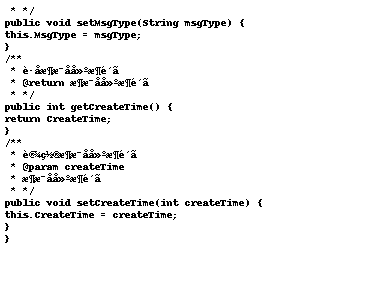 * */
public void setMsgType(String msgType) {
this.MsgType = msgType;
}
/**
* è·åæ¶æ¯åå»ºæ¶é´ã
* @return æ¶æ¯åå»ºæ¶é´ã
* */
public int getCreateTime() {
return CreateTime;
}
/**
* è®¾ç½®æ¶æ¯åå»ºæ¶é´ã
* @param createTime
* æ¶æ¯åå»ºæ¶é´ã
* */
public void setCreateTime(int createTime) {
this.CreateTime = createTime;
}
}